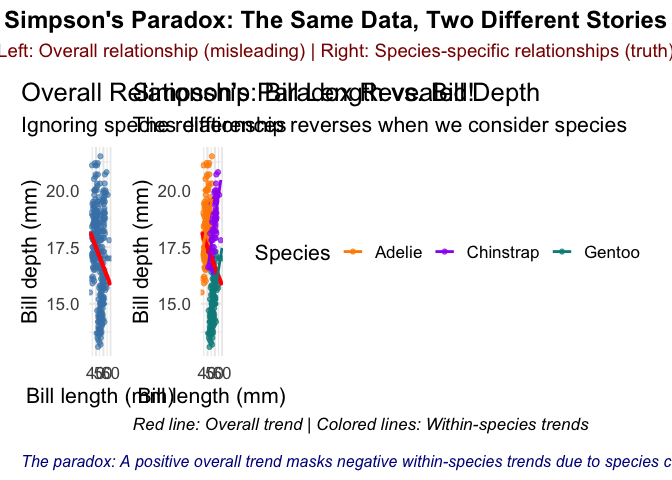 Simpson's Paradox: The Same Data, Two Different Stories
Left: Overall relationship (misleading) | Right: Species-specific relationships (truth)
Overall Relationship: Bill Length vs. Bill Depth
Simpson's Paradox Revealed!
Ignoring species differences
The relationship reverses when we consider species
Bill depth (mm)
20.0
17.5
15.0
40
50
60
Bill length (mm)
Bill depth (mm)
20.0
17.5
15.0
40
50
60
Bill length (mm)
Species
Adelie
Chinstrap
Gentoo
Red line: Overall trend | Colored lines: Within-species trends
The paradox: A positive overall trend masks negative within-species trends due to species c